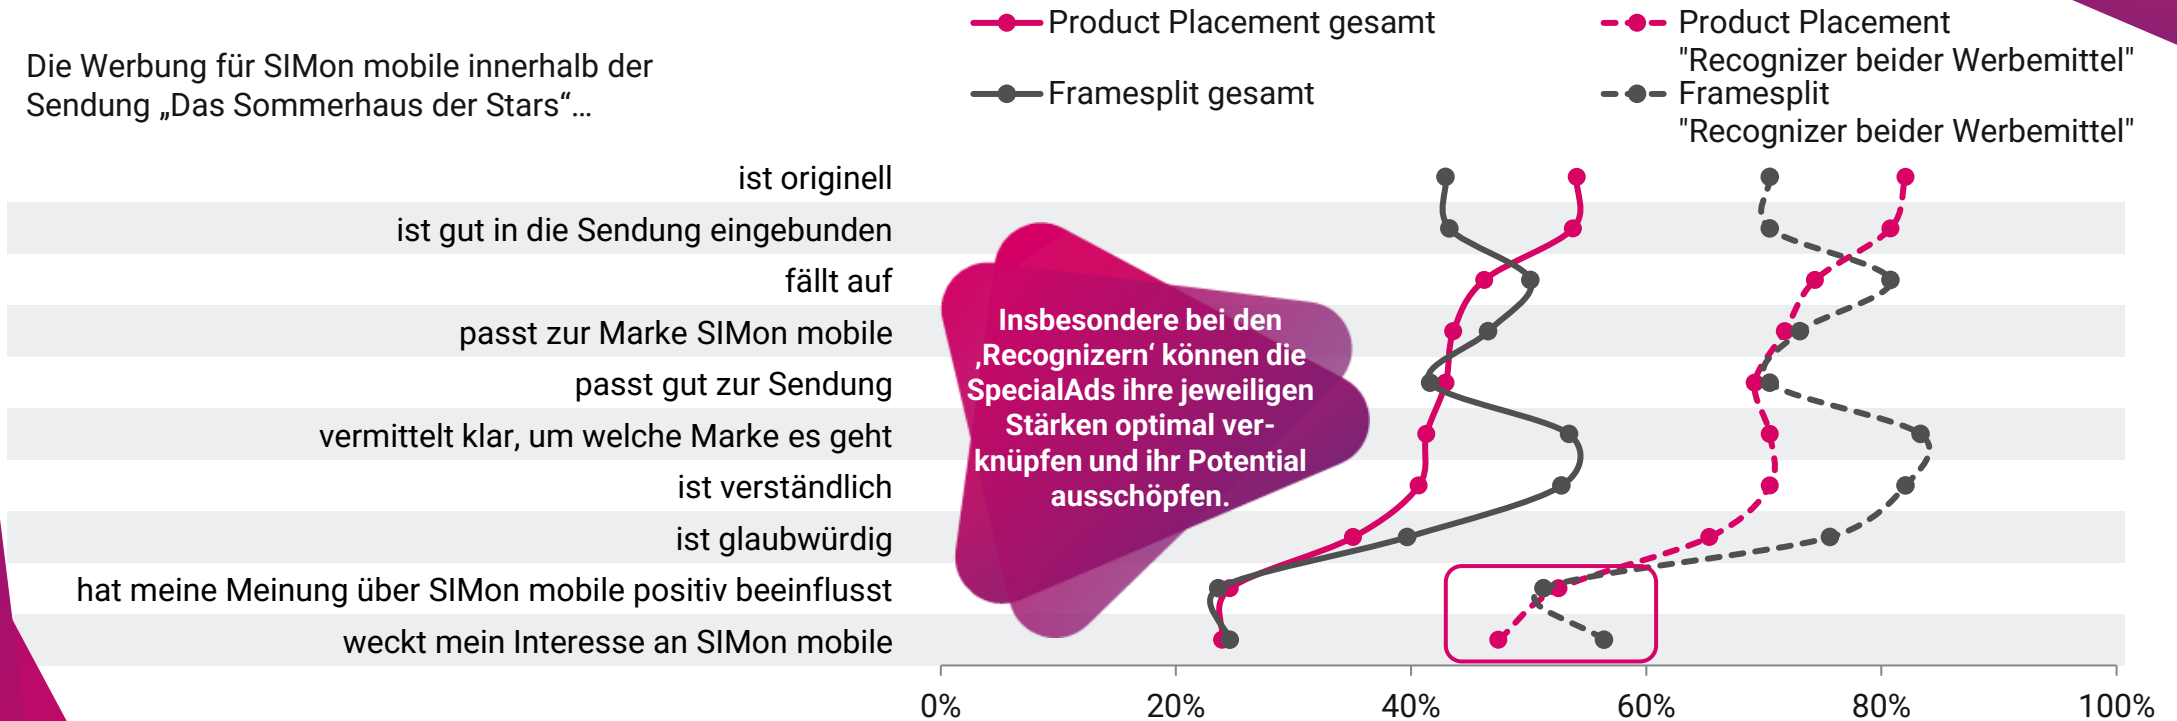 Die Werbung für SIMon mobile innerhalb der
Sendung „Das Sommerhaus der Stars“...
Product Placement gesamt
Framesplit gesamt
Product Placement
"Recognizer beider Werbemittel"
Framesplit
"Recognizer beider Werbemittel"
ist originell
ist gut in die Sendung eingebunden
fällt auf
passt zur Marke SIMon mobile
passt gut zur Sendung
vermittelt klar, um welche Marke es geht
ist verständlich
ist glaubwürdig
hat meine Meinung über SIMon mobile positiv beeinflusst
weckt mein Interesse an SIMon mobile
Insbesondere bei den
‚Recognizern‘ können die
SpecialAds ihre jeweiligen
Stärken optimal ver-
knüpfen und ihr Potential
ausschöpfen.
0% 20% 40% 60% 80% 100%